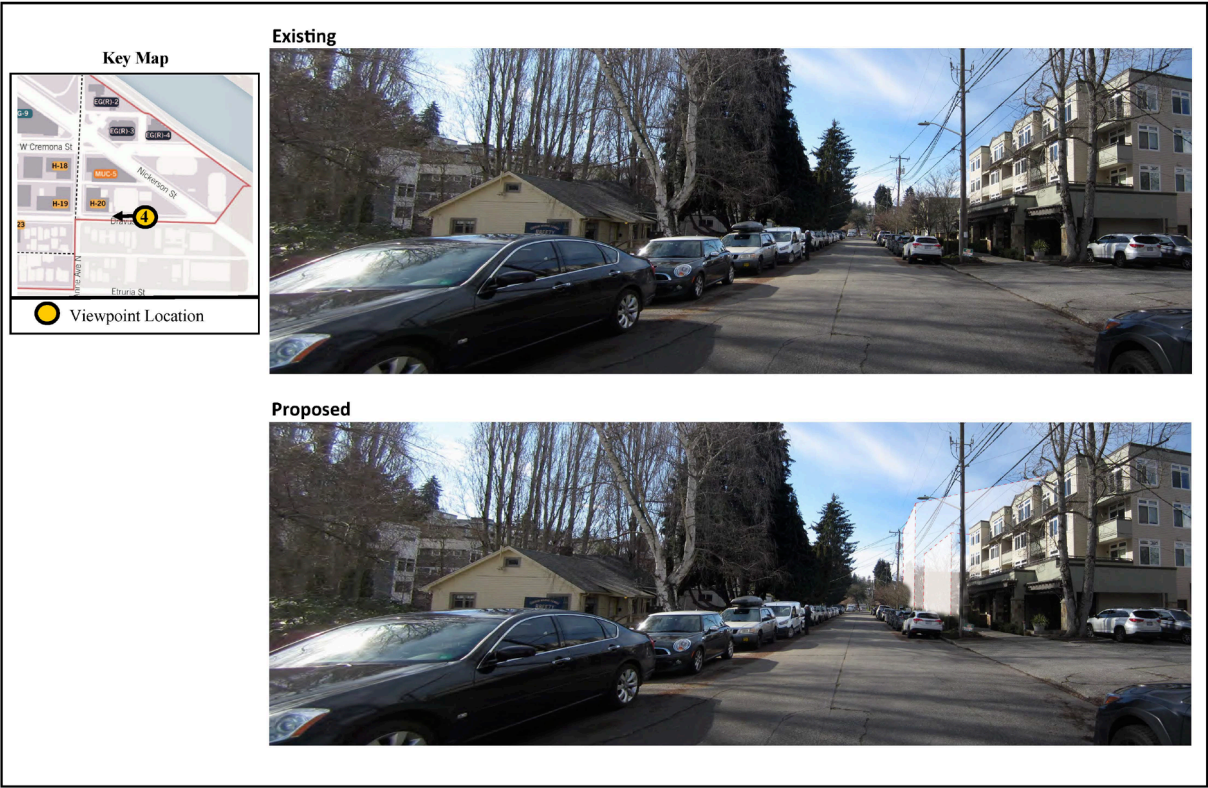 Existing
Key Map
EG(R)-2
G-9
EG(R)-3
EG(R)-4
W Cremona St
H-18
MUC-5
Nickerson St
H-19
H-20
4
23
Etruria St
Viewpoint Location
Proposed